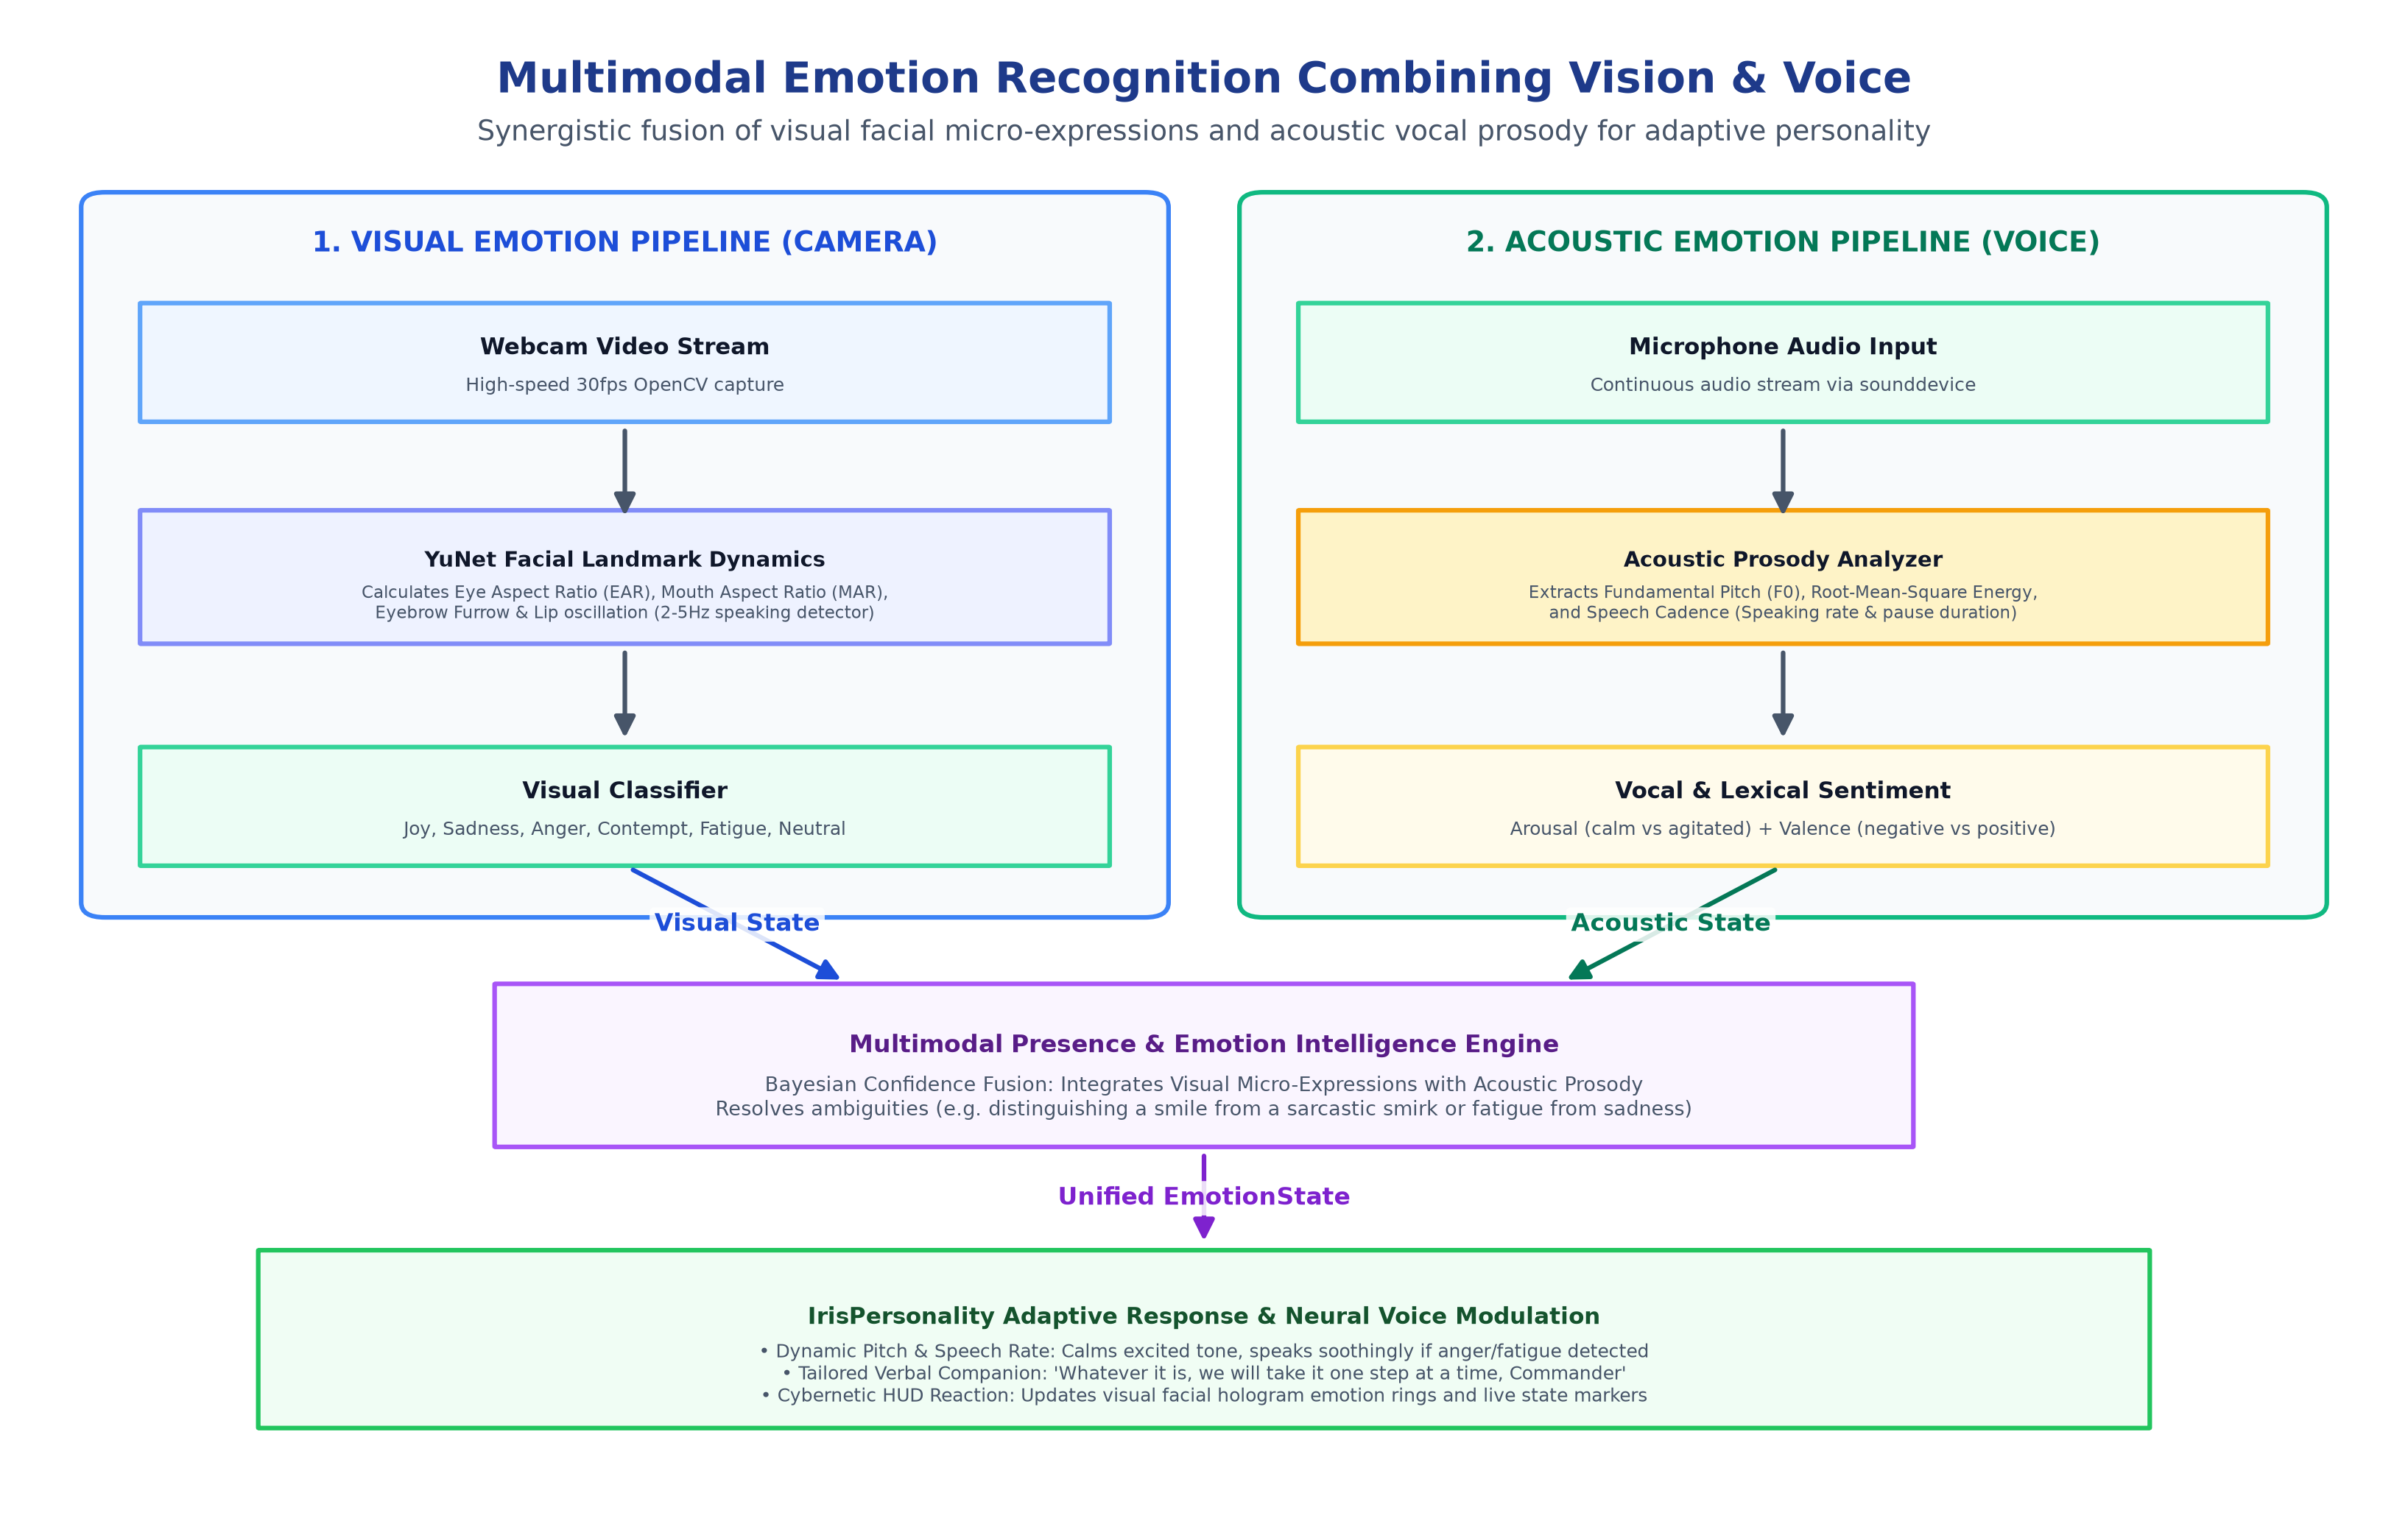 Multimodal Emotion Recognition Combining Vision & Voice
Synergistic fusion of visual facial micro-expressions and acoustic vocal prosody for adaptive personality
1. VISUAL EMOTION PIPELINE (CAMERA)
Webcam Video Stream
High-speed 30fps OpenCV capture
YuNet Facial Landmark Dynamics
Calculates Eye Aspect Ratio (EAR), Mouth Aspect Ratio (MAR),
Eyebrow Furrow & Lip oscillation (2-5Hz speaking detector)
Visual Classifier
Joy, Sadness, Anger, Contempt, Fatigue, Neutral
Visual State
2. ACOUSTIC EMOTION PIPELINE (VOICE)
Microphone Audio Input
Continuous audio stream via sounddevice
Acoustic Prosody Analyzer
Extracts Fundamental Pitch (F0), Root-Mean-Square Energy,
and Speech Cadence (Speaking rate & pause duration)
Vocal & Lexical Sentiment
Arousal (calm vs agitated) + Valence (negative vs positive)
Acoustic State
Multimodal Presence & Emotion Intelligence Engine
Bayesian Confidence Fusion: Integrates Visual Micro-Expressions with Acoustic Prosody
Resolves ambiguities (e.g. distinguishing a smile from a sarcastic smirk or fatigue from sadness)
Unified EmotionState
IrisPersonality Adaptive Response & Neural Voice Modulation
• Dynamic Pitch & Speech Rate: Calms excited tone, speaks soothingly if anger/fatigue detected
• Tailored Verbal Companion: 'Whatever it is, we will take it one step at a time, Commander'
• Cybernetic HUD Reaction: Updates visual facial hologram emotion rings and live state markers